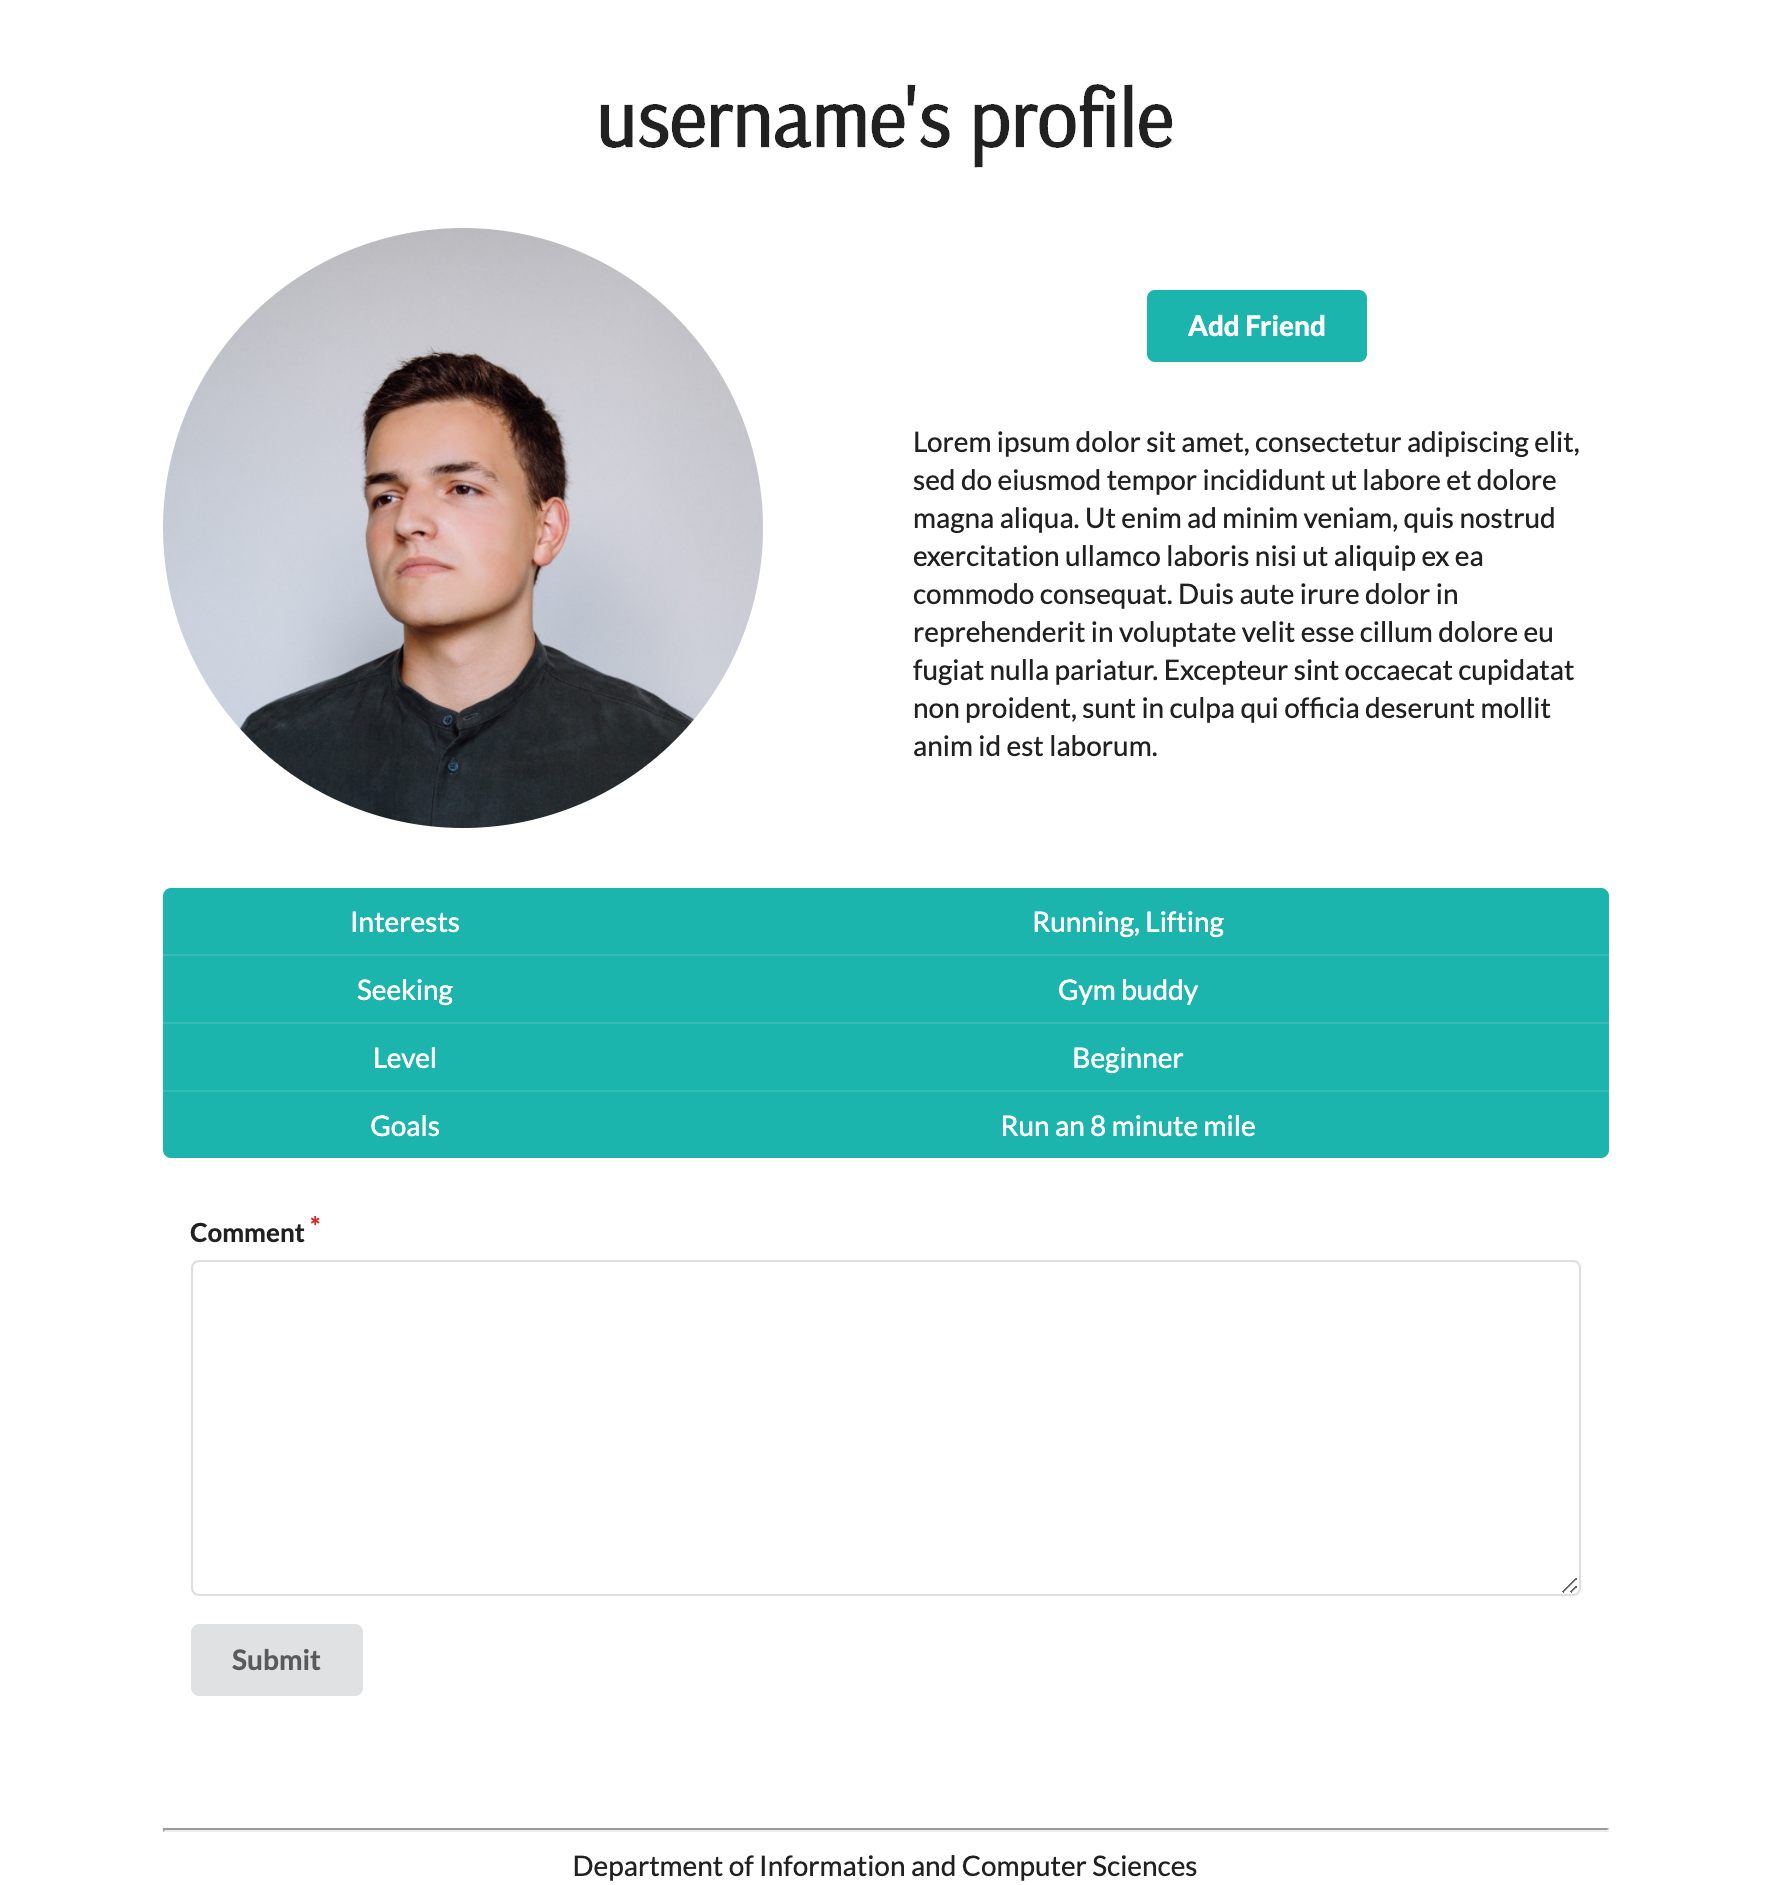 username's profile
Add Friend
Lorem ipsum dolor sit amet, consectetur adipiscing elit,
sed do eiusmod tempor incididunt ut labore et dolore
magna aliqua. Ut enim ad minim veniam, quis nostrud
exercitation ullamco laboris nisi ut aliquip ex ea
commodo consequat. Duis aute irure dolor in
reprehenderit in voluptate velit esse cillum dolore eu
fugiat nulla pariatur. Excepteur sint occaecat cupidatat
non proident, sunt in culpa qui officia deserunt mollit
anim id est laborum.
Interests Running, Lifting
Seeking Gym buddy
Level Beginner
Goals Run an 8 minute mile
Comment *
Submit
Department of Information and Computer Sciences